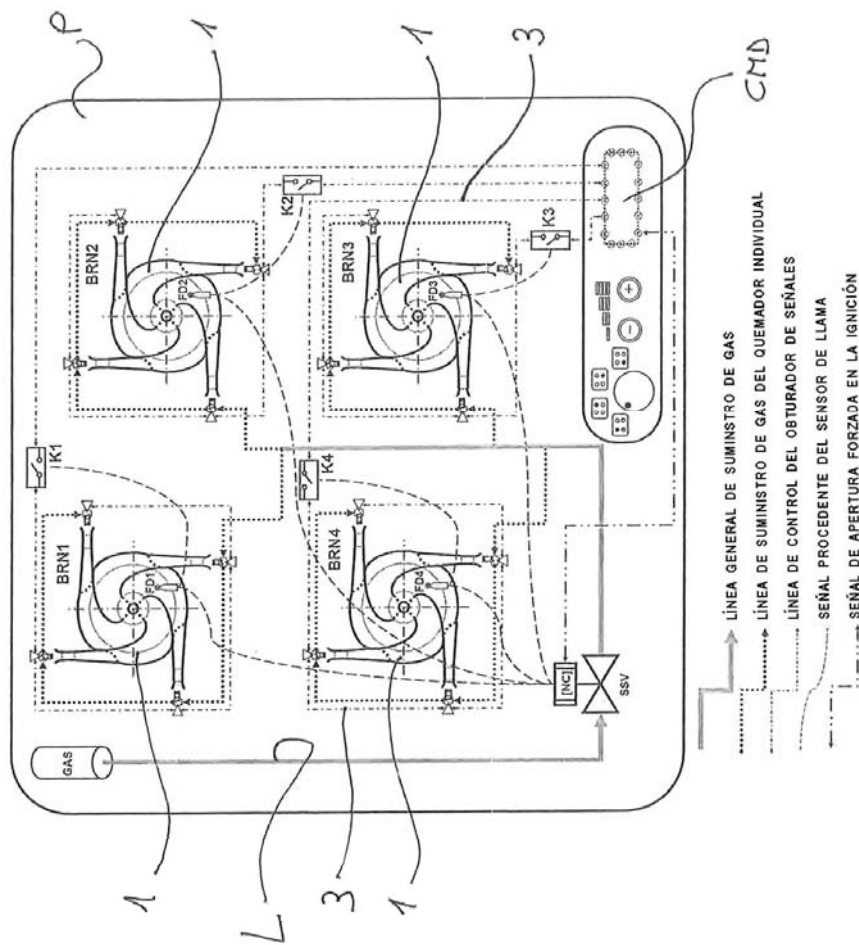 P
GAS
BRN1
K1
BRN2
1
FD1
FD2
1
L
K2
3
BRN4
K4
BRN3
1
FD4
FD3
1
3
K3
[NC]
SSV
CMD
LÍNEA GENERAL DE SUMINSTRO DE GAS
LÍNEA DE SUMINISTRO DE GAS DEL QUEMADOR INDIVIDUAL
LÍNEA DE CONTROL DEL OBTURADOR DE SEÑALES
SEÑAL PROCEDENTE DEL SENSOR DE LLAMA
SEÑAL DE APERTURA FORZADA EN LA IGNICIÓN